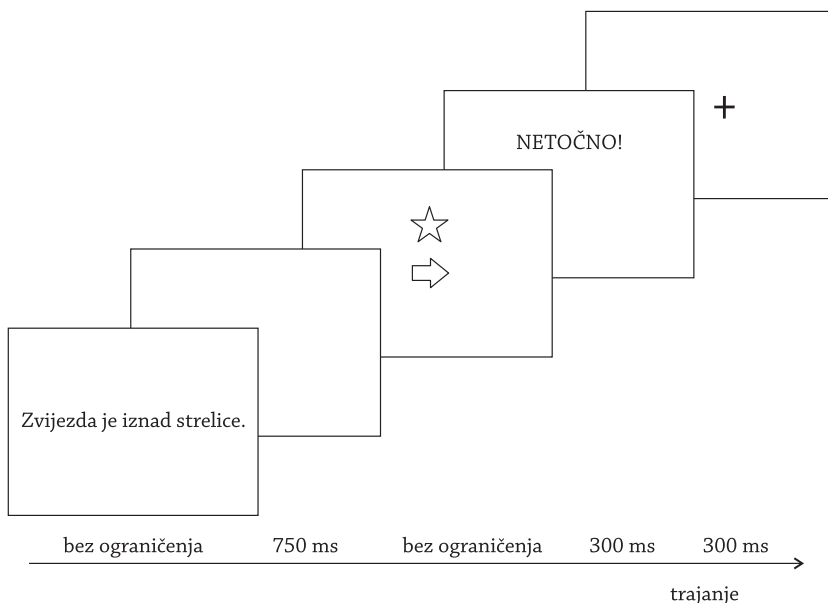 +
NETOČNO!
Zvijezda je iznad strelice.
bez ograničenja 750 ms bez ograničenja 300 ms 300 ms
trajanje